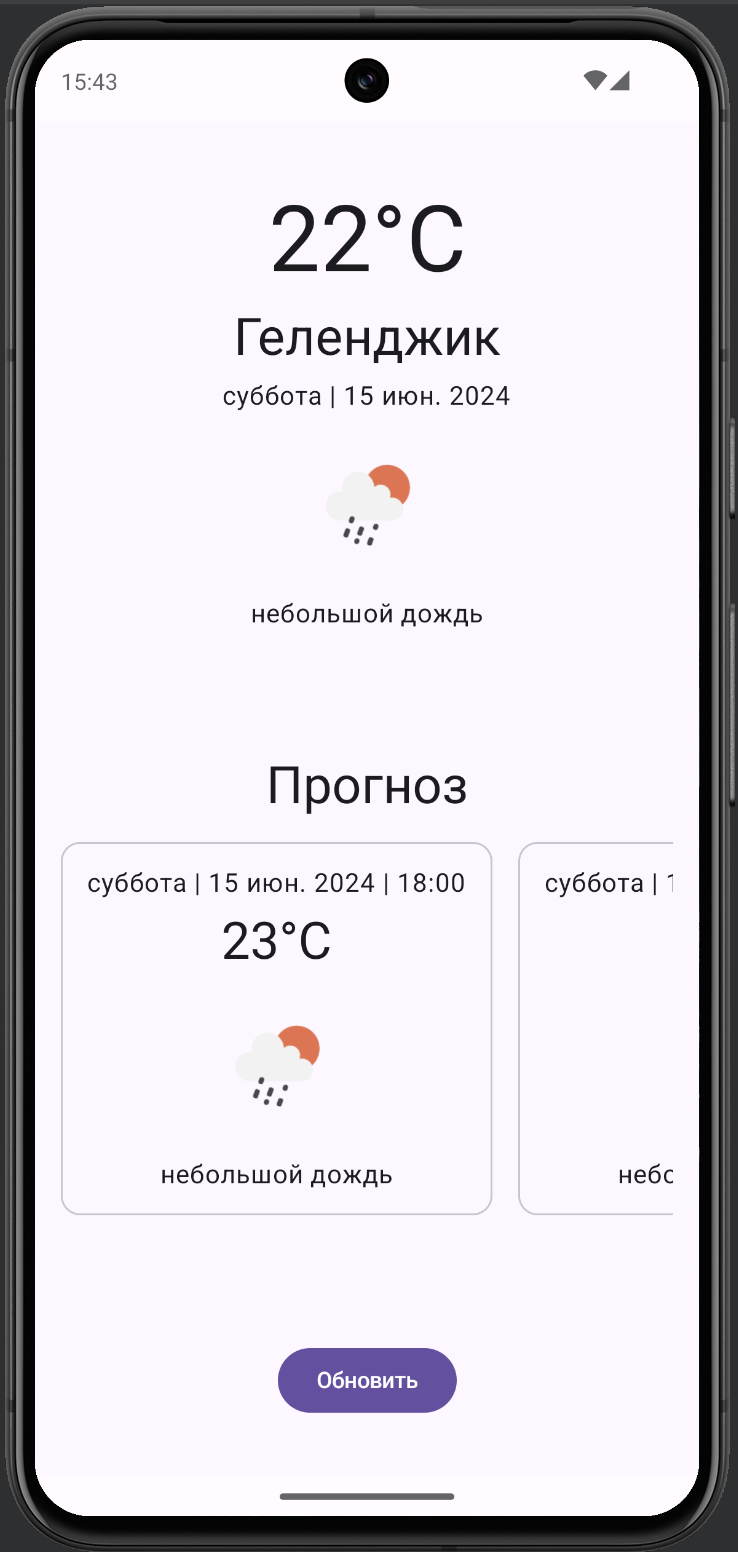 15:43
22°C
Геленджик
суббота | 15 июн. 2024
небольшой дождь
Прогноз
суббота | 15 июн. 2024 | 18:00
суббота | 1
23°C
небольшой дождь
небо
Обновить